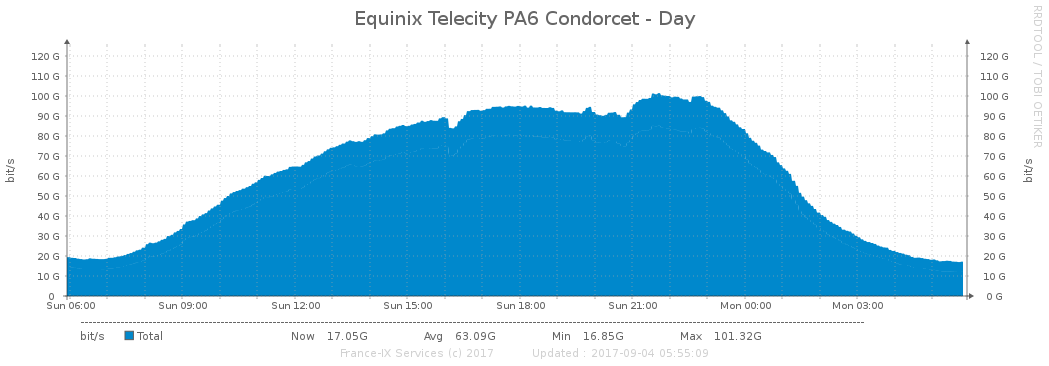 Equinix Telecity PA6 Condorcet - Day
RRDTOOL / TOBI OETIKER
120 G 120 G
110 G 110 G
100 G 100 G
90 G 90 G
80 G 80 G
70 G 70 G
60 G 60 G
50 G 50 G
40 G 40 G
30 G 30 G
20 G 20 G
10 G 10 G
0 0 G
bit/s
bit/s
Sun 06:00 Sun 09:00 Sun 12:00 Sun 15:00 Sun 18:00 Sun 21:00 Mon 00:00 Mon 03:00
bit/s Total Now 17.05G Avg 63.09G Min 16.85G Max 101.32G
France-IX Services (c) 2017 Updated : 2017-09-04 05:55:09